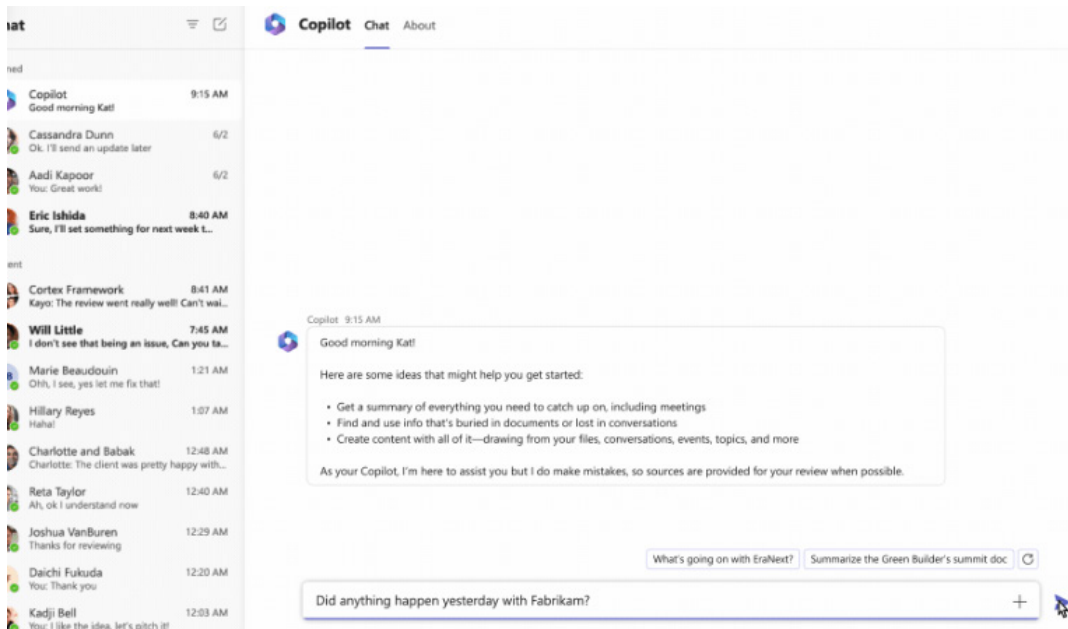 hat
Copilot Chat About
ned
Copilot 9:15 AM
Good morning Kat!
Cassandra Dunn 6/2
Ok. I'll send an update later
Aadi Kapoor 6/2
You: Great work!
Eric Ishida 8:40 AM
Sure, I'll set something for next week t...
ent
Cortex Framework 8:41 AM
Kayo: The review went really well! Can't wai...
Will Little 7:45 AM
I don't see that being an issue, Can you ta...
Marie Beaudouin 1:21 AM
Ohh, I see, yes let me fix that!
Hillary Reyes 1:07 AM
Haha!
Charlotte and Babak 12:48 AM
Charlotte: The client was pretty happy with...
Reta Taylor 12:40 AM
Ah, ok I understand now
Joshua VanBuren 12:29 AM
Thanks for reviewing
Daichi Fukuda 12:20 AM
You: Thank you
Kadji Bell 12:03 AM
You: I like the idea, let's pitch it!
Copilot 9:15 AM
Good morning Kat!
Here are some ideas that might help you get started:
• Get a summary of everything you need to catch up on, including meetings
• Find and use info that's buried in documents or lost in conversations
• Create content with all of it—drawing from your files, conversations, events, topics, and more
As your Copilot, I'm here to assist you but I do make mistakes, so sources are provided for your review when possible.
What's going on with EraNext? Summarize the Green Builder's summit doc
Did anything happen yesterday with Fabrikam?